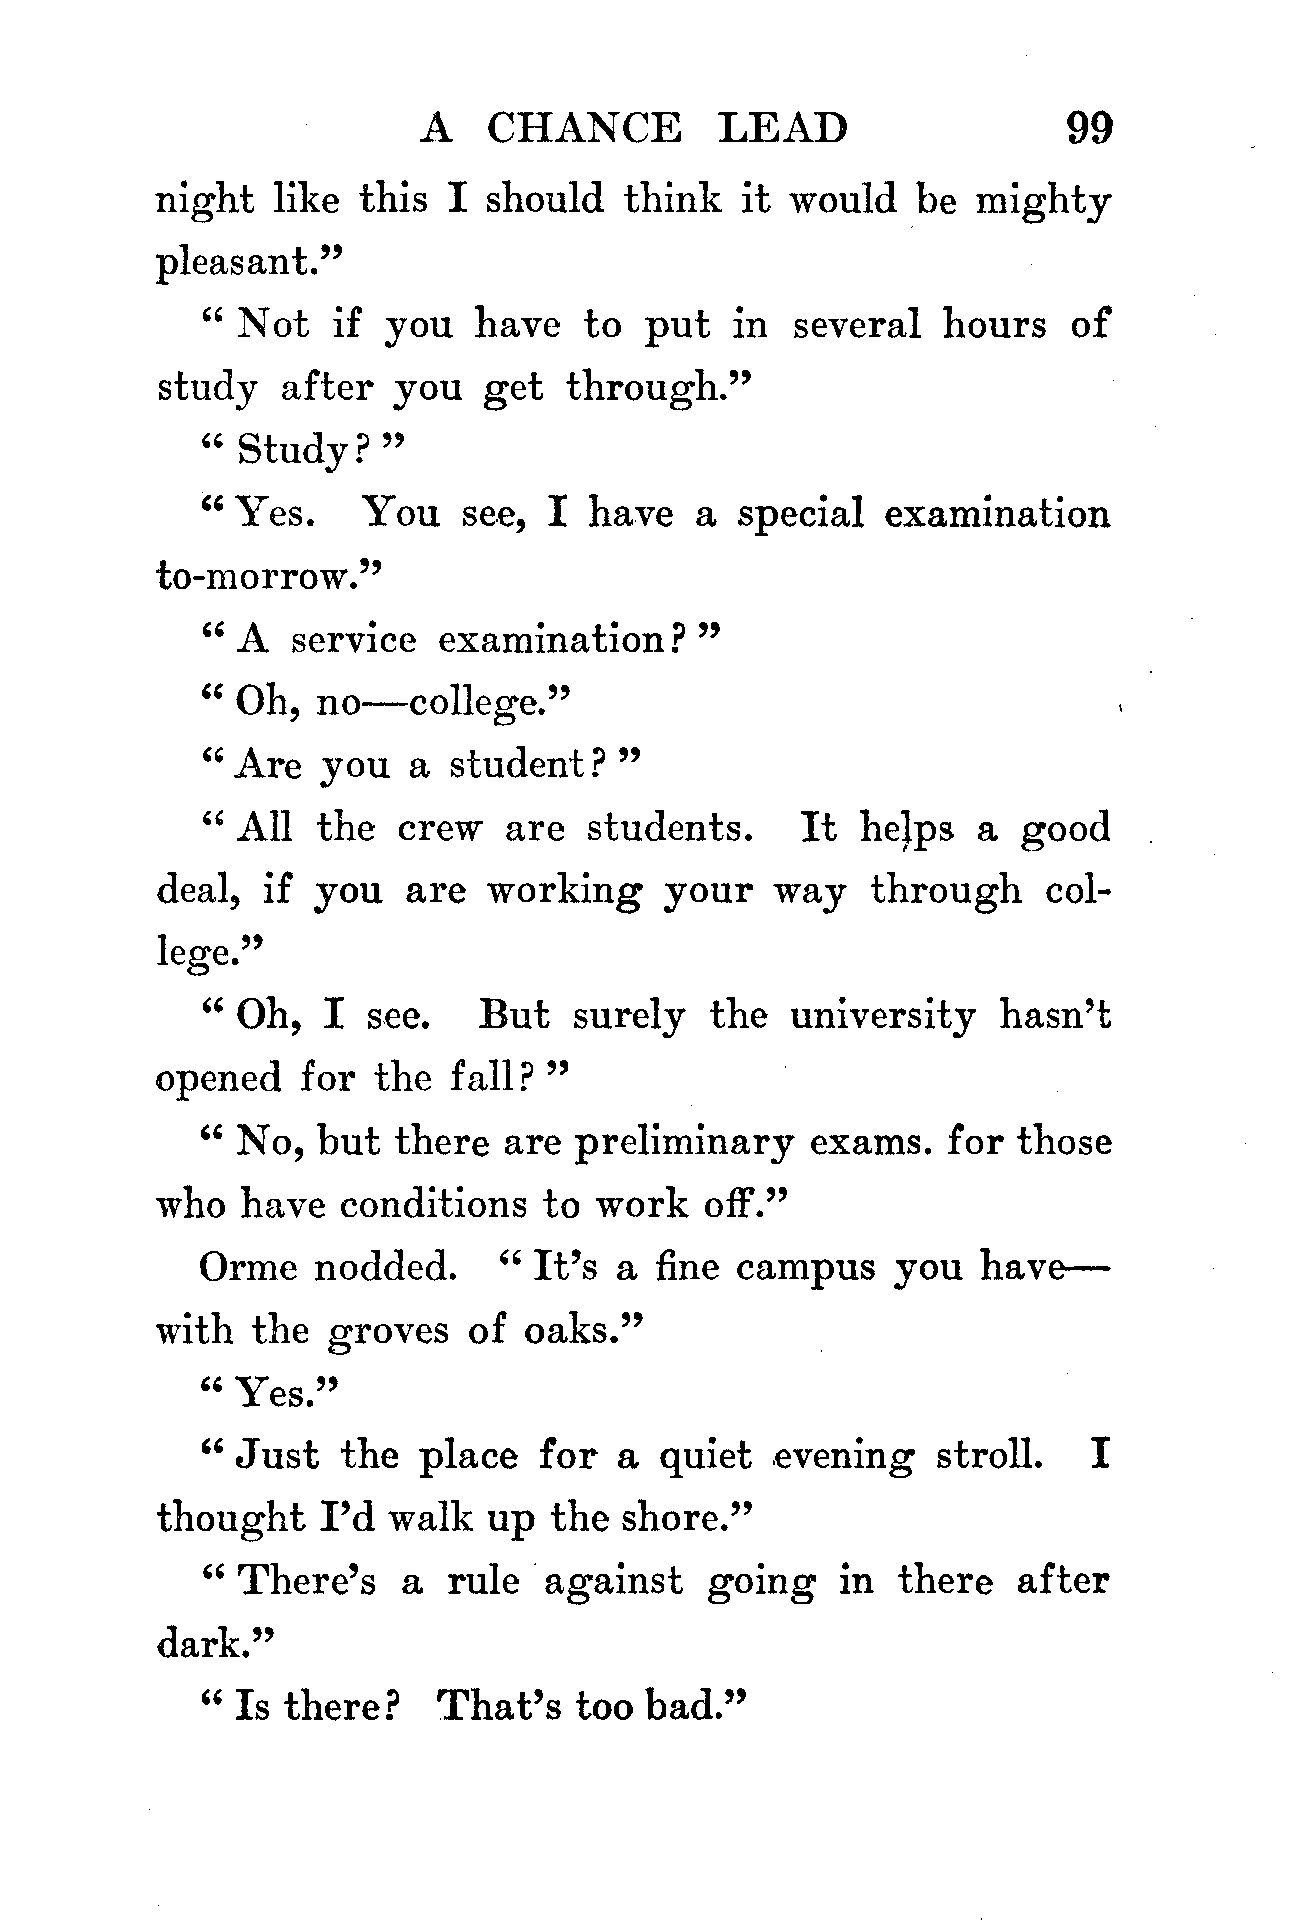 A CHANCE LEAD 99
night like this I should think it would be mighty
pleasant.”
“ Not if you have to put in several hours of
study after you get through.”
“ Study? ”
“ Yes. You see, I have a special examination
to-morrow.”
“ A service examination? ”
“ Oh, no—college.”
“ Are you a student? ”
“ All the crew are students. It helps a good
deal, if you are working your way through col-
lege.”
“ Oh, I see. But surely the university hasn’t
opened for the fall? ”
“ No, but there are preliminary exams. for those
who have conditions to work off.”
Orme nodded. “ It’s a fine campus you have—
with the groves of oaks.”
“ Yes.”
“ Just the place for a quiet evening stroll. I
thought I’d walk up the shore.”
“ There’s a rule against going in there after
dark.”
“ Is there? That’s too bad.”